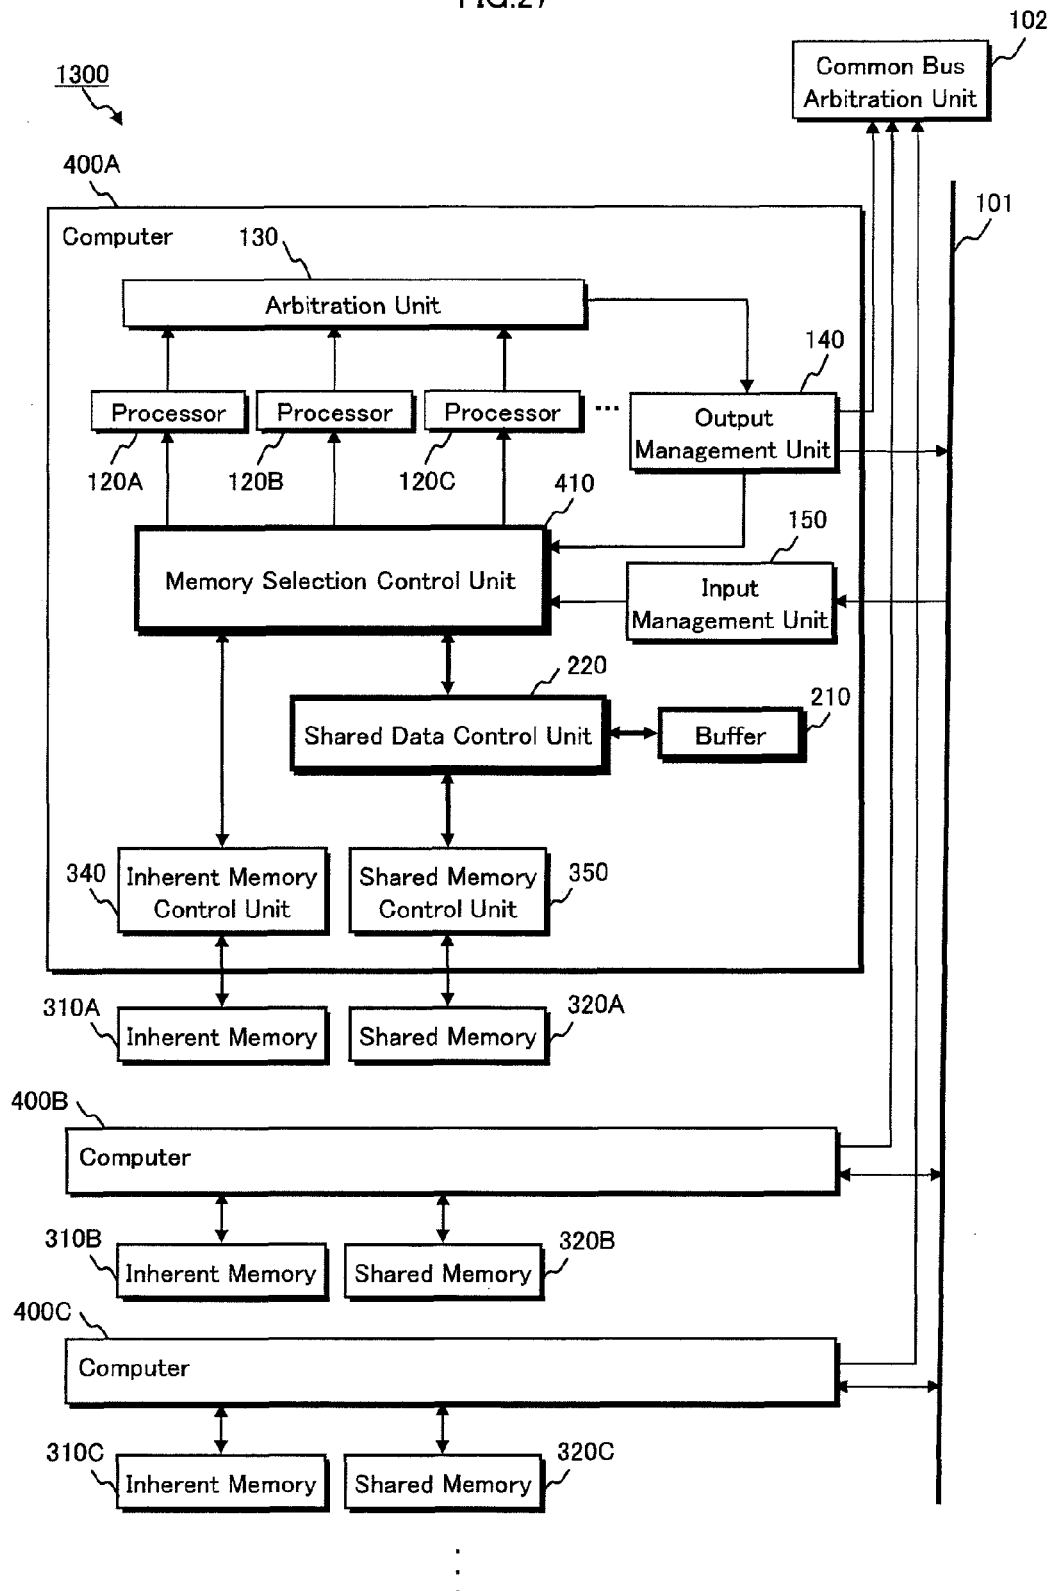 FIG.27
102
Common Bus
Arbitration Unit
1300
400A
101
Computer
130
Arbitration Unit
140
Processor
Processor
Processor
...
Output
Management Unit
120A
120B
120C
410
150
Memory Selection Control Unit
Input
Management Unit
220
210
Shared Data Control Unit
Buffer
340
Inherent Memory
Control Unit
Shared Memory
Control Unit
350
310A
Inherent Memory
Shared Memory
320A
400B
Computer
310B
Inherent Memory
Shared Memory
320B
400C
Computer
310C
Inherent Memory
Shared Memory
320C